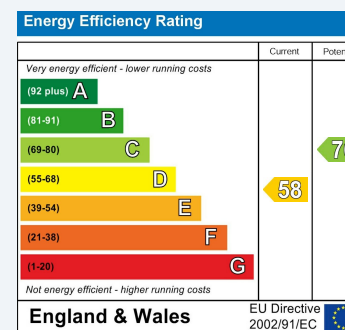 Energy Efficiency Rating
Current
Very energy efficient - lower running costs
(92 plus) A
(81-91) B
(69-80) C
(55-68) D
58
(39-54) E
(21-38) F
(1-20) G
Not energy efficient - higher running costs
England & Wales
EU Directive
2002/91/EC